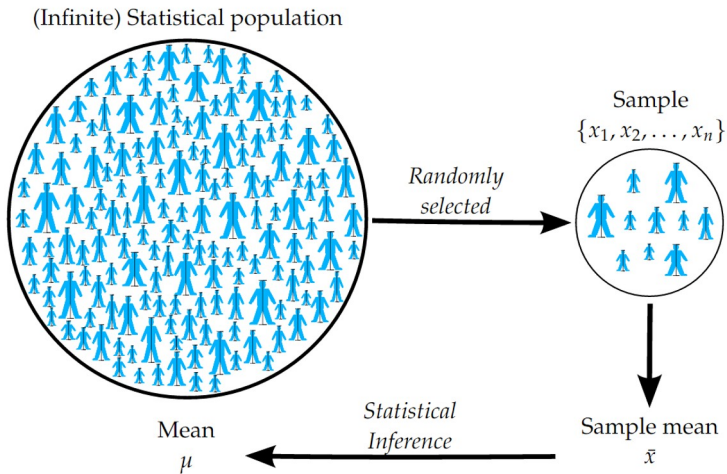 (Infinite) Statistical population
Sample
{x₁, x₂, . . . , xₙ}
Randomly
selected
Statistical
Inference
Mean
μ
Sample mean
x̄